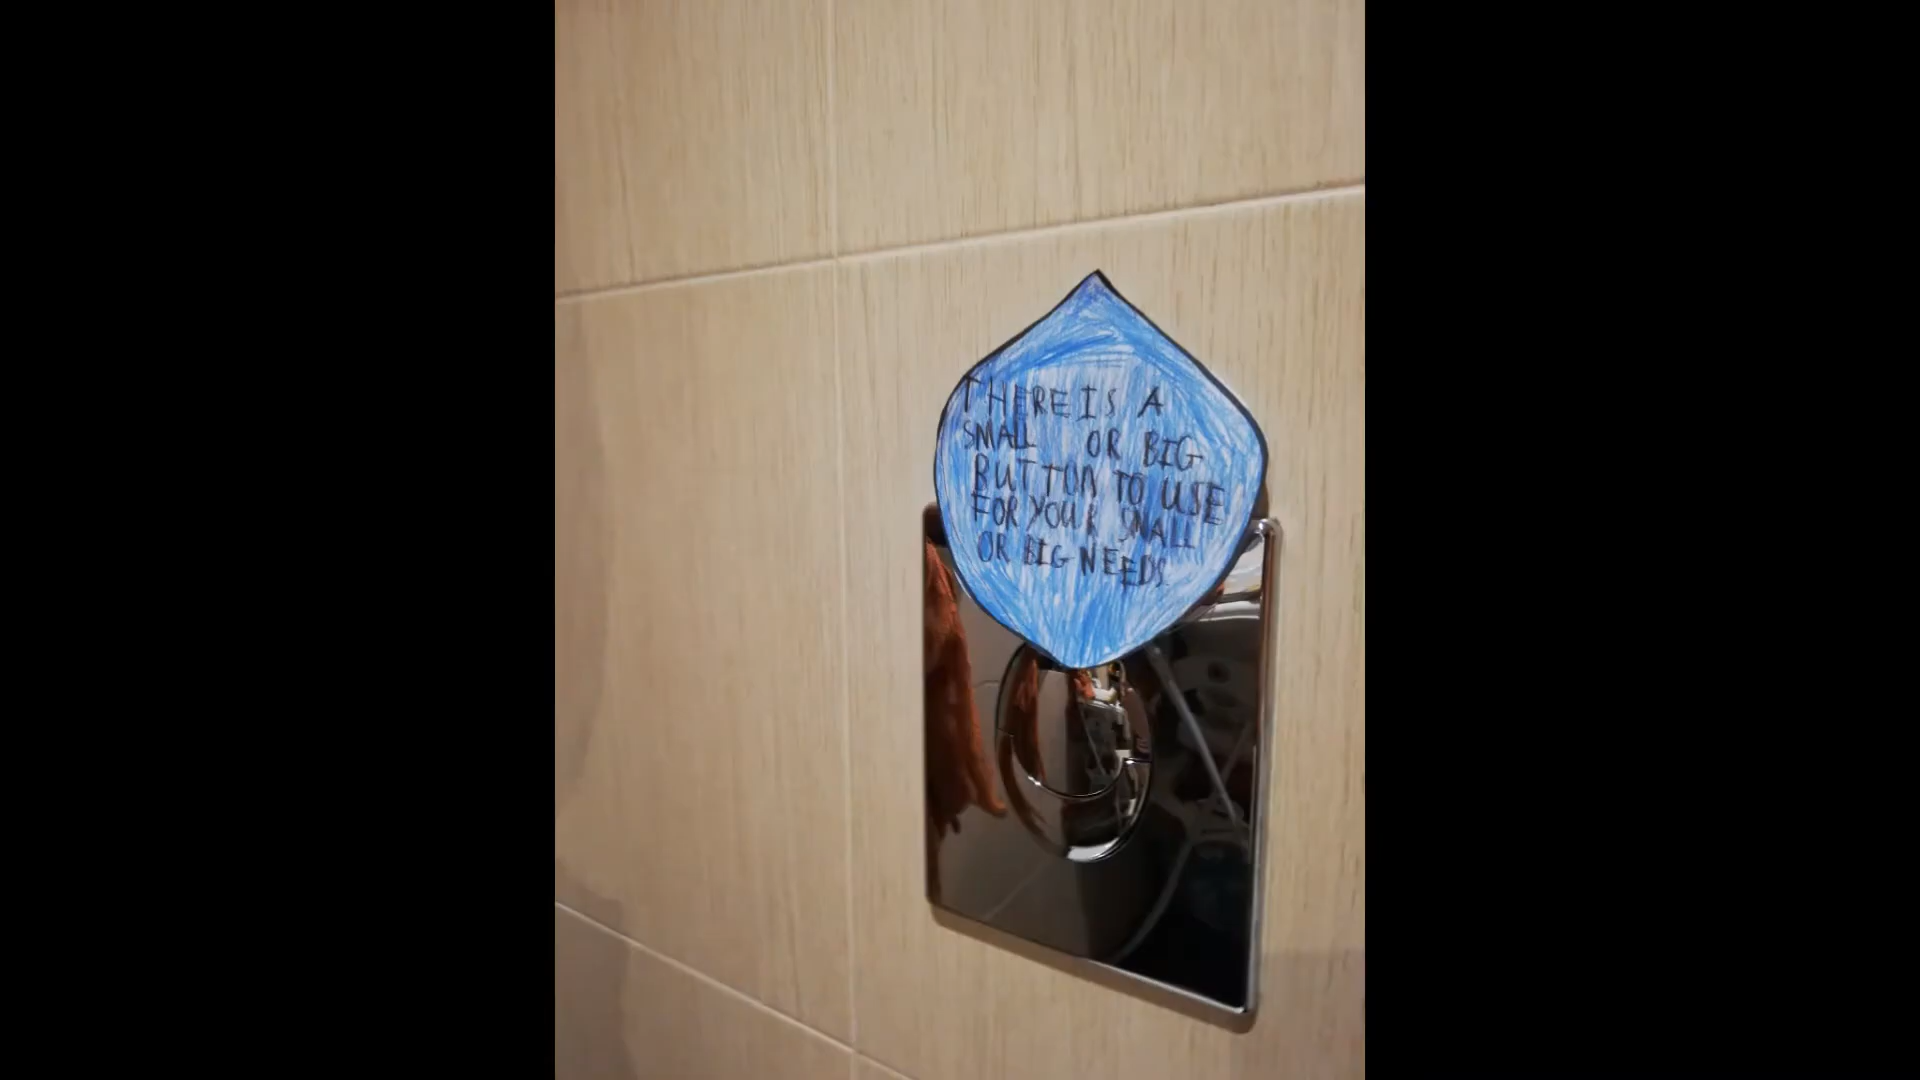 THERE IS A
SMALL OR BIG
BUTTON TO USE
FOR YOUR SMALL
OR BIG NEEDS.